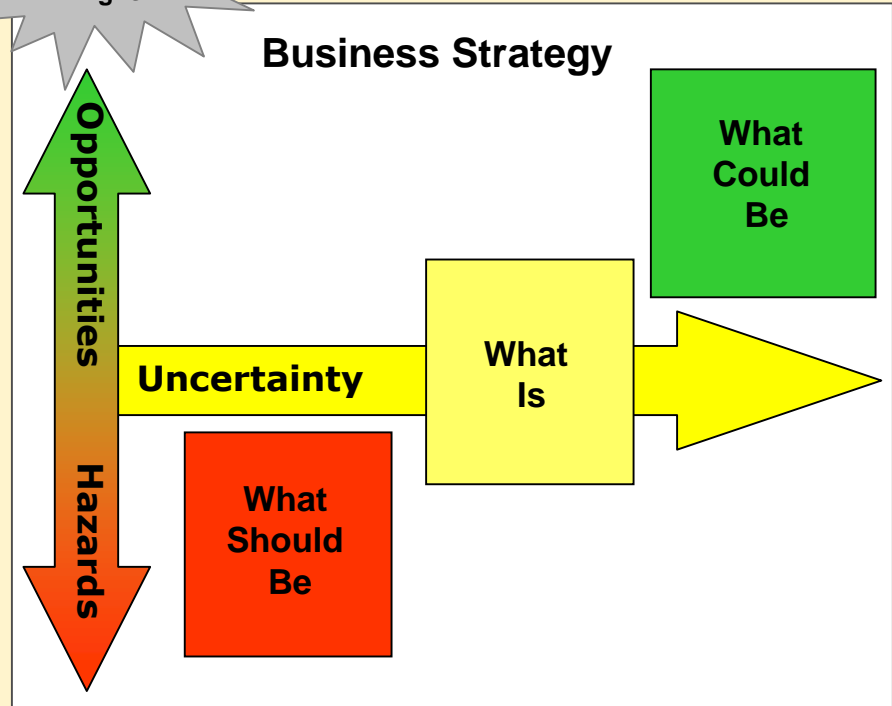 Business Strategy
Opportunities
Hazards
Uncertainty
What
Could
Be
What
Is
What
Should
Be